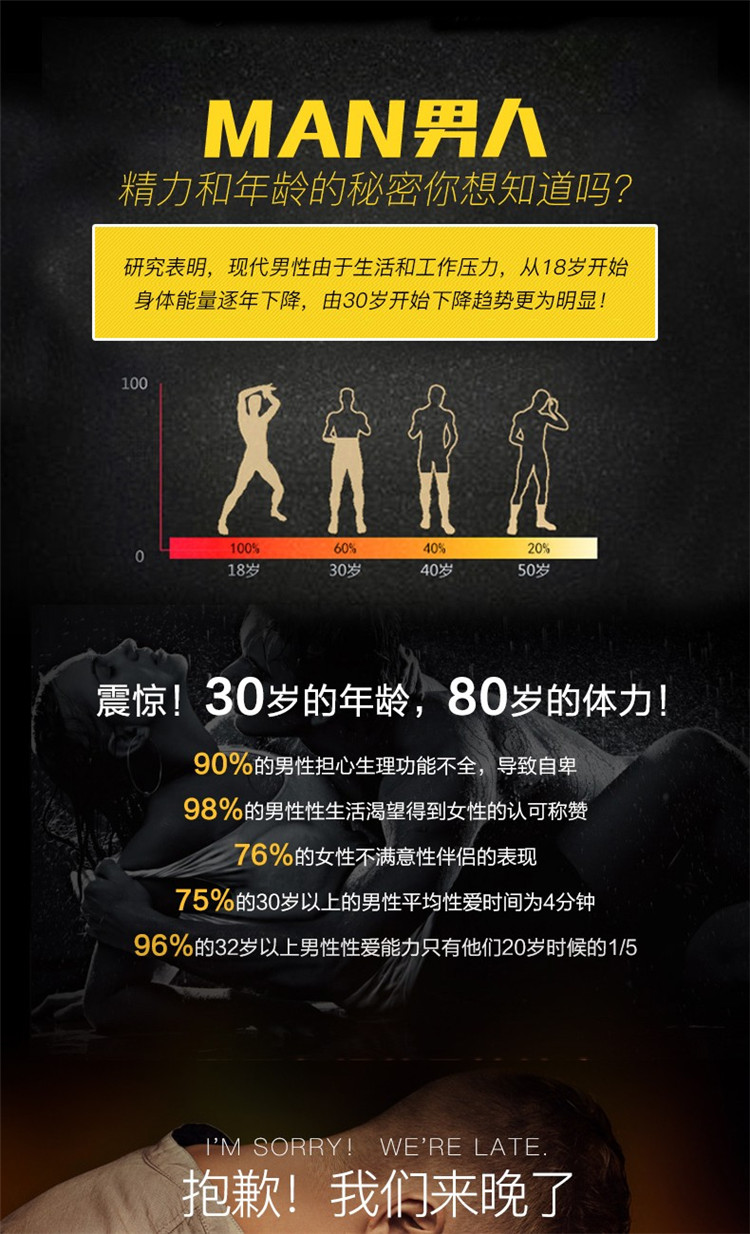 MAN男人
精力和年龄的秘密你想知道吗?
研究表明，现代男性由于生活和工作压力，从18岁开始
身体能量逐年下降，由30岁开始下降趋势更为明显！
100
0
100% 60% 40% 20%
18岁 30岁 40岁 50岁
震惊！30岁的年龄，80岁的体力！
90%的男性担心生理功能不全，导致自卑
98%的男性性生活渴望得到女性的认可称赞
76%的女性不满意性伴侣的表现
75%的30岁以上的男性平均性爱时间为4分钟
96%的32岁以上男性性爱能力只有他们20岁时候的1/5
I'M SORRY! WE'RE LATE.
抱歉！我们来晚了